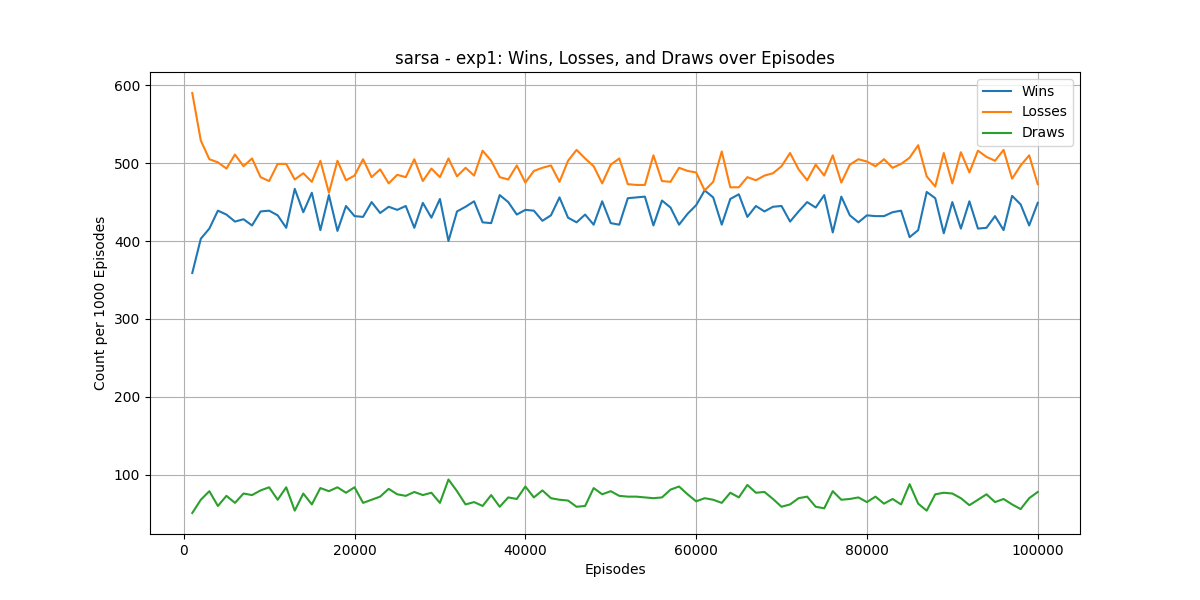 sarsa - exp1: Wins, Losses, and Draws over Episodes
Wins
Losses
Draws
Count per 1000 Episodes
600
500
400
300
200
100
0
20000
40000
60000
80000
100000
Episodes